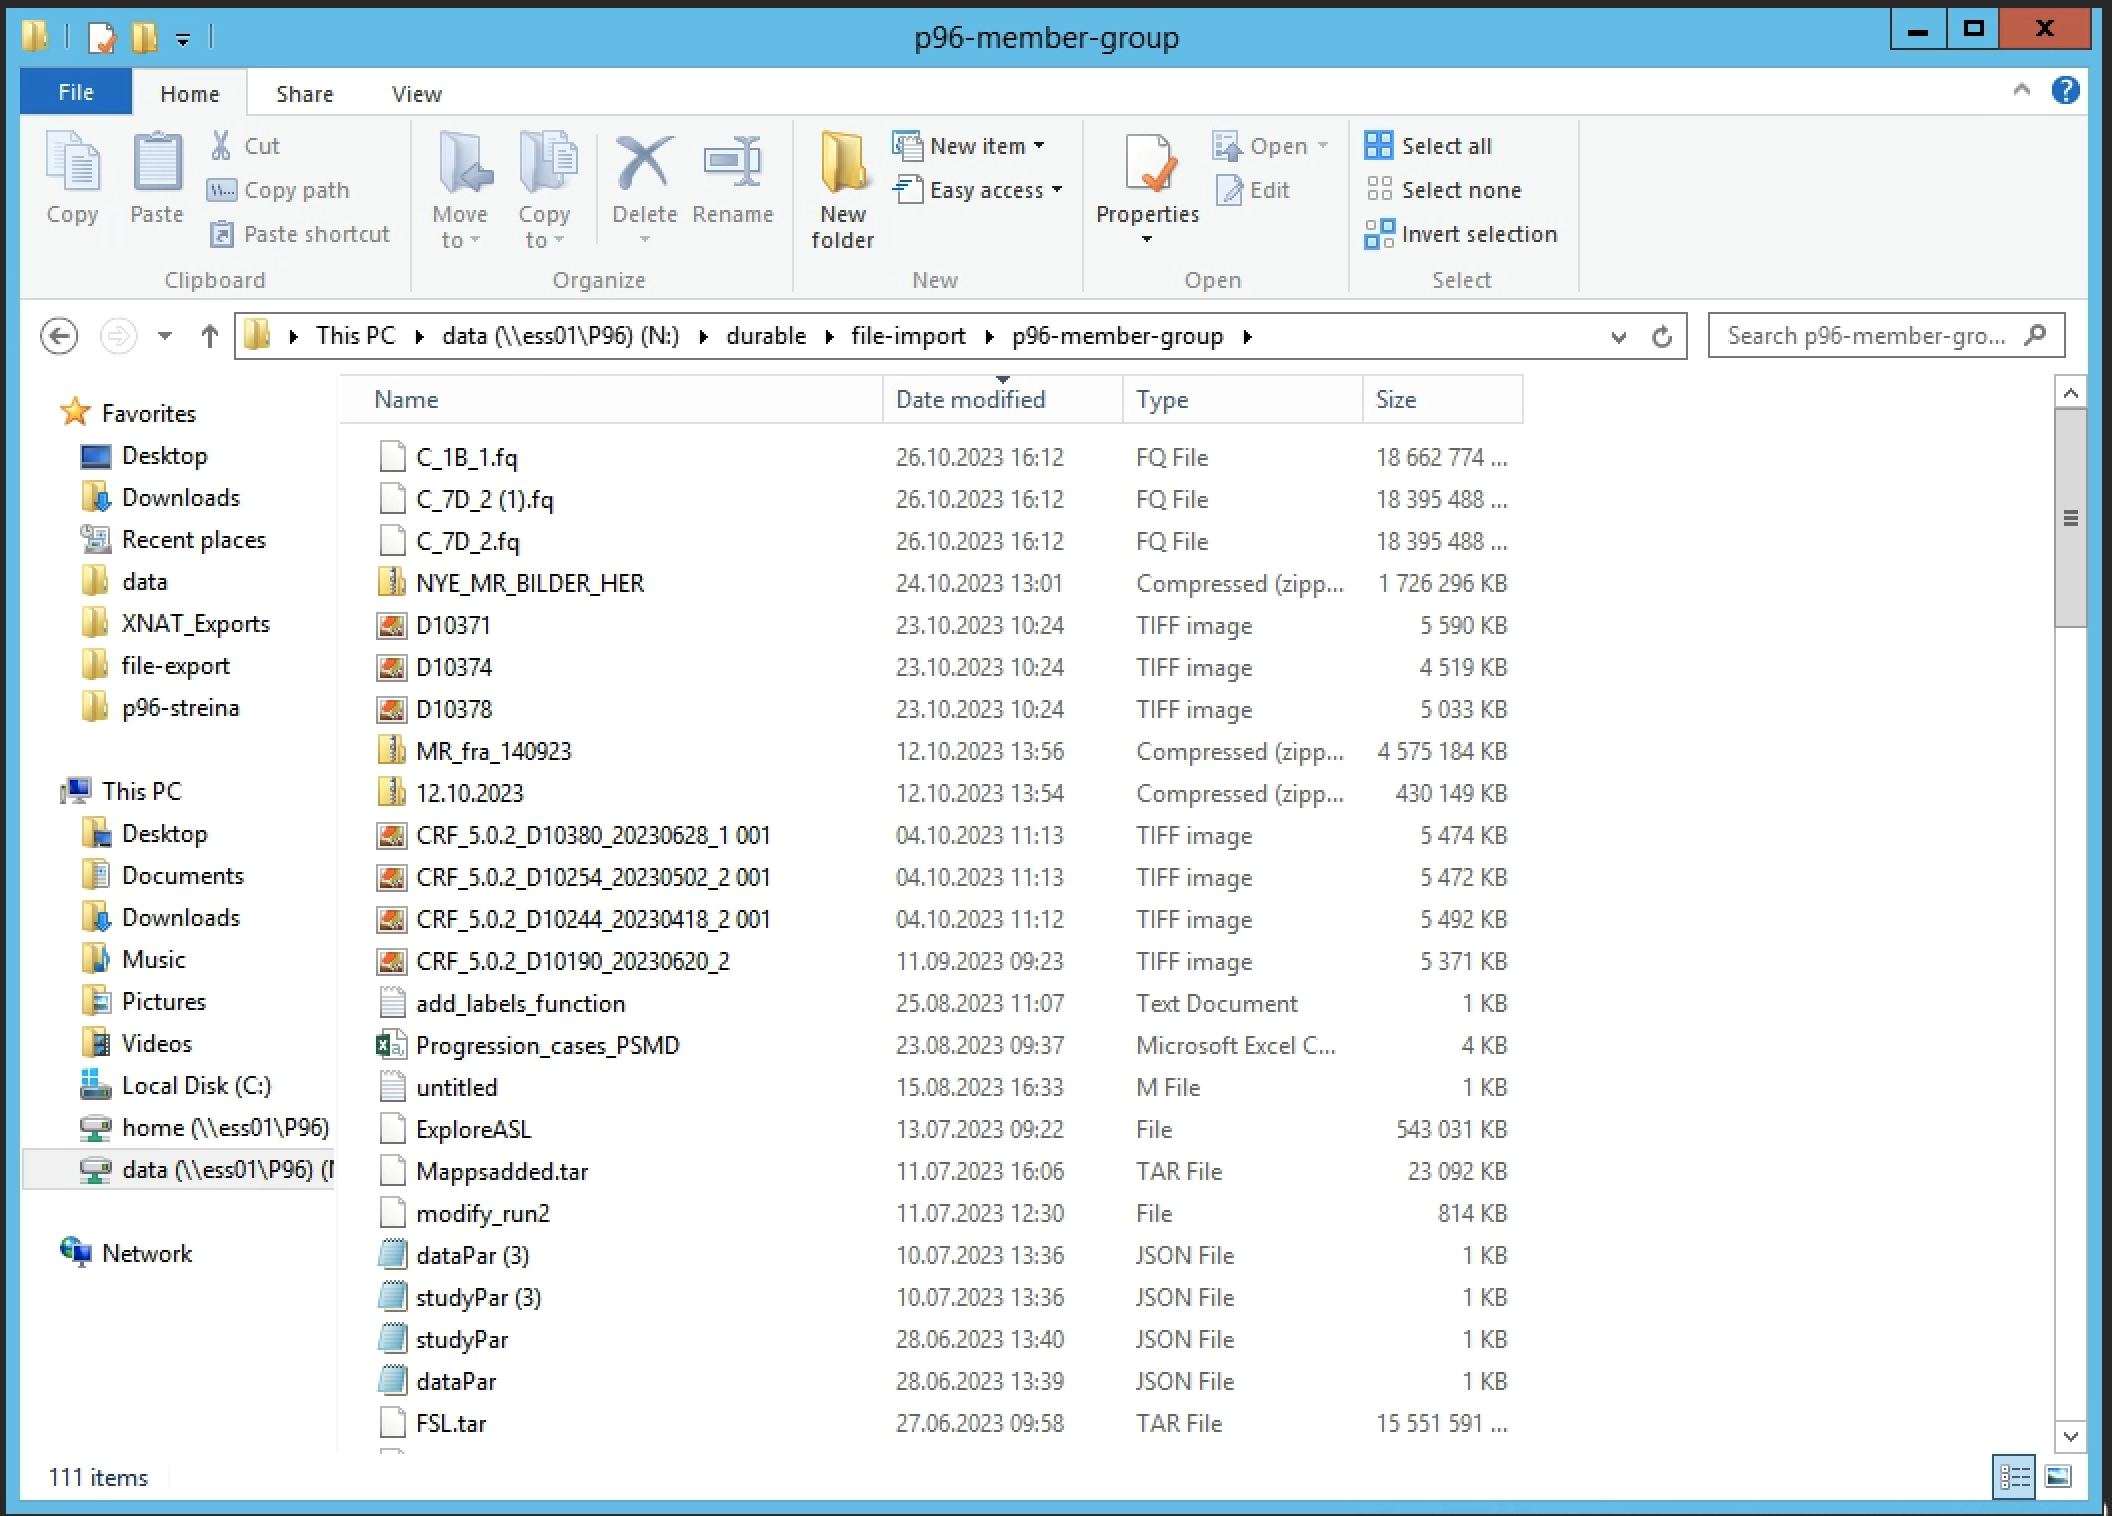 p96-member-group
File Home Share View
Copy
Paste
Cut
Copy path
Paste shortcut
Clipboard
Move to
Copy to
Delete
Rename
Organize
New folder
New item
Easy access
New
Properties
Open
Edit
Open
Select all
Select none
Invert selection
Select
This PC data (\\ess01\P96) (N:) durable file-import p96-member-group
Search p96-member-gro...
Favorites
Desktop
Downloads
Recent places
data
XNAT_Exports
file-export
p96-streina
This PC
Desktop
Documents
Downloads
Music
Pictures
Videos
Local Disk (C:)
home (\\ess01\P96)
data (\\ess01\P96) (N
Network
Name Date modified Type Size
C_1B_1.fq 26.10.2023 16:12 FQ File 18 662 774 ...
C_7D_2 (1).fq 26.10.2023 16:12 FQ File 18 395 488 ...
C_7D_2.fq 26.10.2023 16:12 FQ File 18 395 488 ...
NYE_MR_BILDER_HER 24.10.2023 13:01 Compressed (zipp... 1 726 296 KB
D10371 23.10.2023 10:24 TIFF image 5 590 KB
D10374 23.10.2023 10:24 TIFF image 4 519 KB
D10378 23.10.2023 10:24 TIFF image 5 033 KB
MR_fra_140923 12.10.2023 13:56 Compressed (zipp... 4 575 184 KB
12.10.2023 12.10.2023 13:54 Compressed (zipp... 430 149 KB
CRF_5.0.2_D10380_20230628_1 001 04.10.2023 11:13 TIFF image 5 474 KB
CRF_5.0.2_D10254_20230502_2 001 04.10.2023 11:13 TIFF image 5 472 KB
CRF_5.0.2_D10244_20230418_2 001 04.10.2023 11:12 TIFF image 5 492 KB
CRF_5.0.2_D10190_20230620_2 11.09.2023 09:23 TIFF image 5 371 KB
add_labels_function 25.08.2023 11:07 Text Document 1 KB
Progression_cases_PSMD 23.08.2023 09:37 Microsoft Excel C... 4 KB
untitled 15.08.2023 16:33 M File 1 KB
ExploreASL 13.07.2023 09:22 File 543 031 KB
Mappsadded.tar 11.07.2023 16:06 TAR File 23 092 KB
modify_run2 11.07.2023 12:30 File 814 KB
dataPar (3) 10.07.2023 13:36 JSON File 1 KB
studyPar (3) 10.07.2023 13:36 JSON File 1 KB
studyPar 28.06.2023 13:40 JSON File 1 KB
dataPar 28.06.2023 13:39 JSON File 1 KB
FSL.tar 27.06.2023 09:58 TAR File 15 551 591 ...
111 items